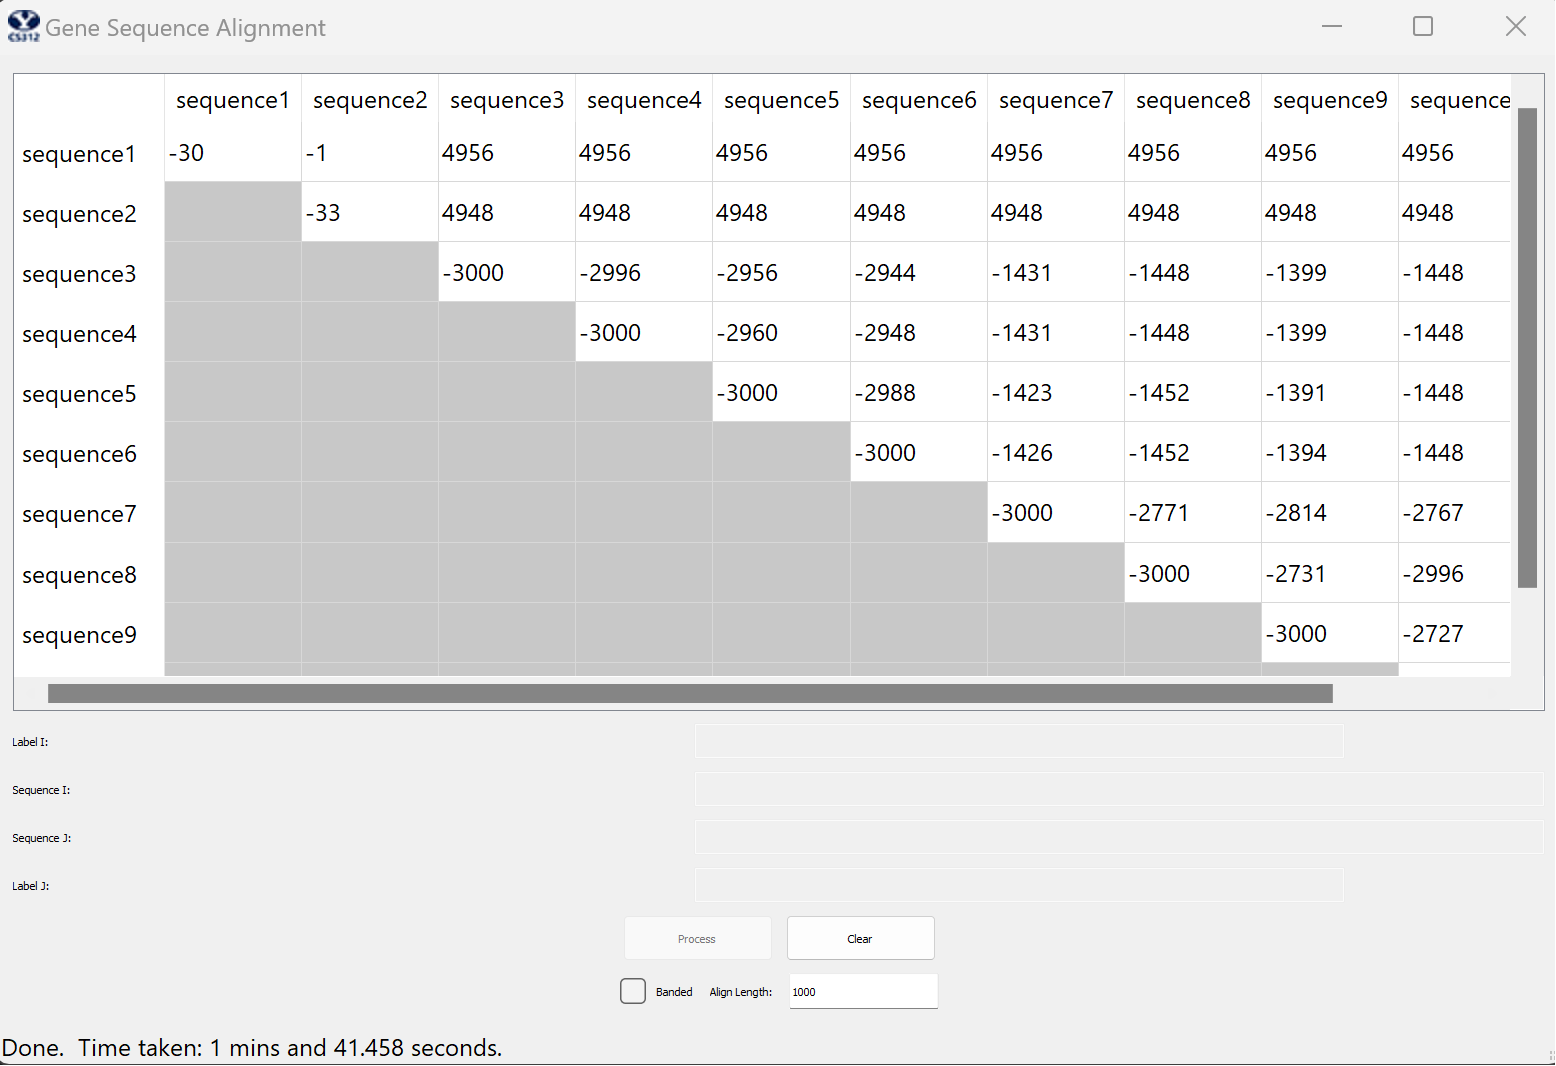 CS312 Gene Sequence Alignment
sequence1 sequence2 sequence3 sequence4 sequence5 sequence6 sequence7 sequence8 sequence9 sequence
sequence1 -30 -1 4956 4956 4956 4956 4956 4956 4956 4956
sequence2 -33 4948 4948 4948 4948 4948 4948 4948 4948
sequence3 -3000 -2996 -2956 -2944 -1431 -1448 -1399 -1448
sequence4 -3000 -2960 -2948 -1431 -1448 -1399 -1448
sequence5 -3000 -2988 -1423 -1452 -1391 -1448
sequence6 -3000 -1426 -1452 -1394 -1448
sequence7 -3000 -2771 -2814 -2767
sequence8 -3000 -2731 -2996
sequence9 -3000 -2727
Label I:
Sequence I:
Sequence J:
Label J:
Process Clear
Banded Align Length: 1000
Done. Time taken: 1 mins and 41.458 seconds.